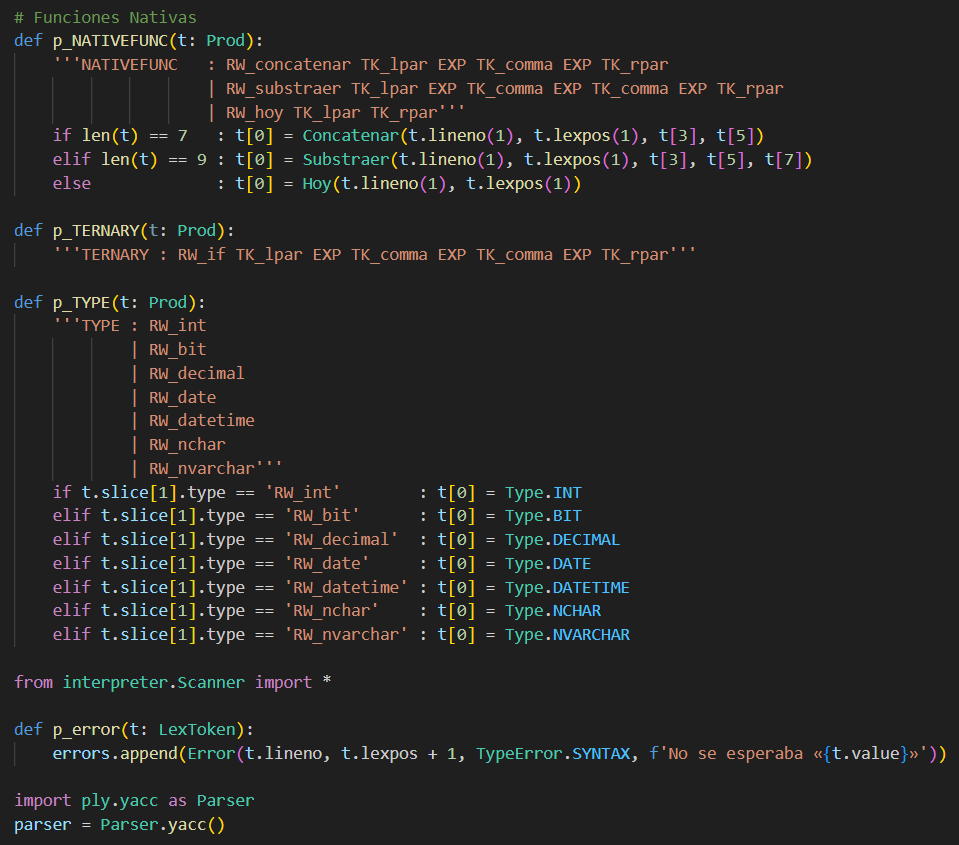 # Funciones Nativas
def p_NATIVEFUNC(t: Prod):
    '''NATIVEFUNC   : RW_concatenar TK_lpar EXP TK_comma EXP TK_rpar
                    | RW_substraer TK_lpar EXP TK_comma EXP TK_comma EXP TK_rpar
                    | RW_hoy TK_lpar TK_rpar'''
    if len(t) == 7   : t[0] = Concatenar(t.lineno(1), t.lexpos(1), t[3], t[5])
    elif len(t) == 9 : t[0] = Substraer(t.lineno(1), t.lexpos(1), t[3], t[5], t[7])
    else             : t[0] = Hoy(t.lineno(1), t.lexpos(1))

def p_TERNARY(t: Prod):
    '''TERNARY : RW_if TK_lpar EXP TK_comma EXP TK_comma EXP TK_rpar'''

def p_TYPE(t: Prod):
    '''TYPE : RW_int
            | RW_bit
            | RW_decimal
            | RW_date
            | RW_datetime
            | RW_nchar
            | RW_nvarchar'''
    if t.slice[1].type == 'RW_int'        : t[0] = Type.INT
    elif t.slice[1].type == 'RW_bit'      : t[0] = Type.BIT
    elif t.slice[1].type == 'RW_decimal'  : t[0] = Type.DECIMAL
    elif t.slice[1].type == 'RW_date'     : t[0] = Type.DATE
    elif t.slice[1].type == 'RW_datetime' : t[0] = Type.DATETIME
    elif t.slice[1].type == 'RW_nchar'    : t[0] = Type.NCHAR
    elif t.slice[1].type == 'RW_nvarchar' : t[0] = Type.NVARCHAR

from interpreter.Scanner import *

def p_error(t: LexToken):
    errors.append(Error(t.lineno, t.lexpos + 1, TypeError.SYNTAX, f'No se esperaba «{t.value}»'))

import ply.yacc as Parser
parser = Parser.yacc()